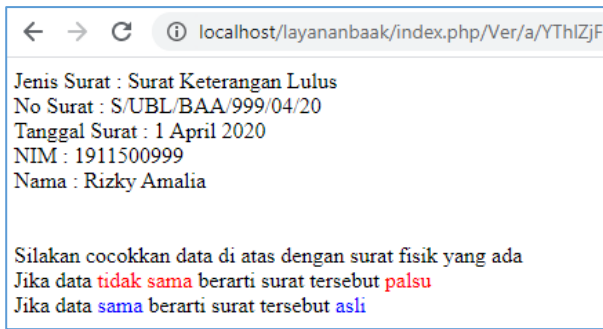 localhost/layananbaak/index.php/Ver/a/YThlZjF
Jenis Surat : Surat Keterangan Lulus
No Surat : S/UBL/BAA/999/04/20
Tanggal Surat : 1 April 2020
NIM : 1911500999
Nama : Rizky Amalia
Silakan cocokkan data di atas dengan surat fisik yang ada
Jika data tidak sama berarti surat tersebut palsu
Jika data sama berarti surat tersebut asli